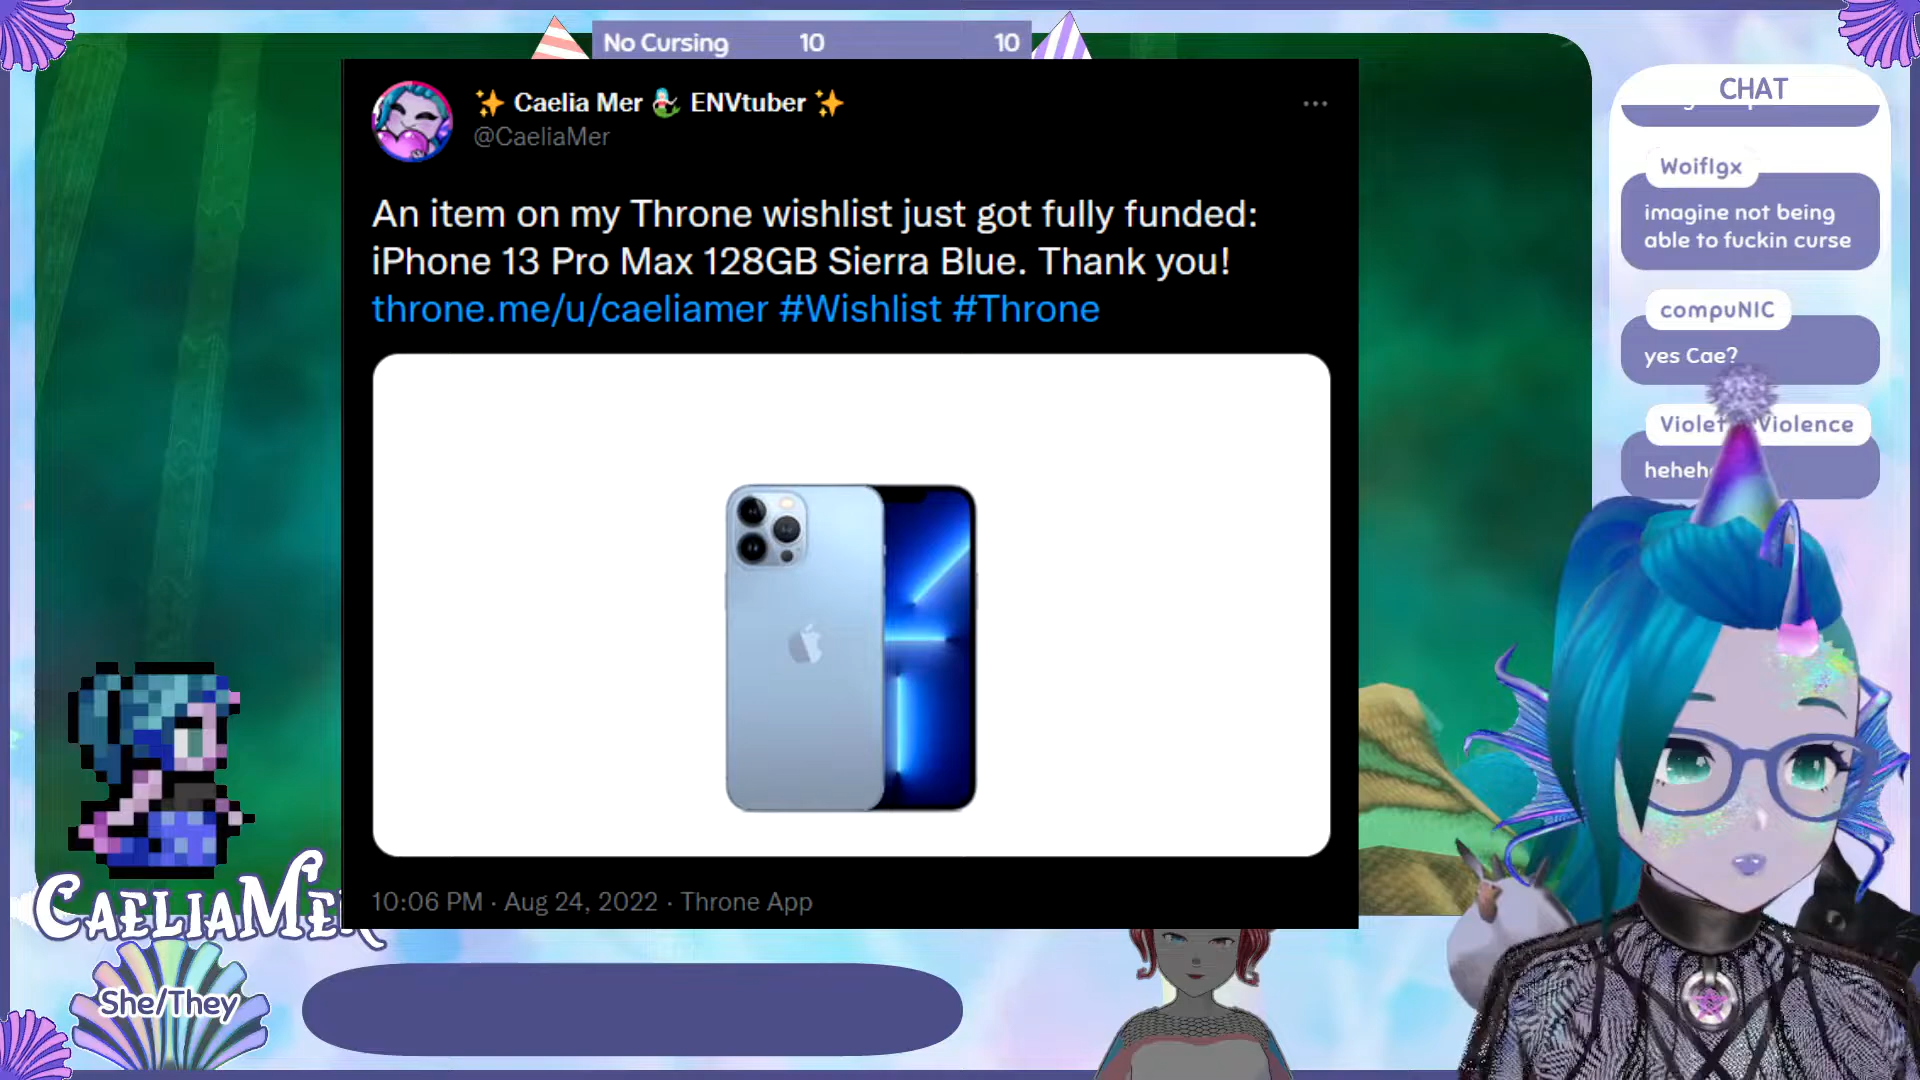 No Cursing 10 10
✨ Caelia Mer 🧜‍♀️ ENVtuber ✨
@CaeliaMer
An item on my Throne wishlist just got fully funded:
iPhone 13 Pro Max 128GB Sierra Blue. Thank you!
throne.me/u/caeliamer #Wishlist #Throne
10:06 PM · Aug 24, 2022 · Throne App
CHAT
Woiflgx
imagine not being
able to fuckin curse
compuNIC
yes Cae?
CAELIAMER
She/They